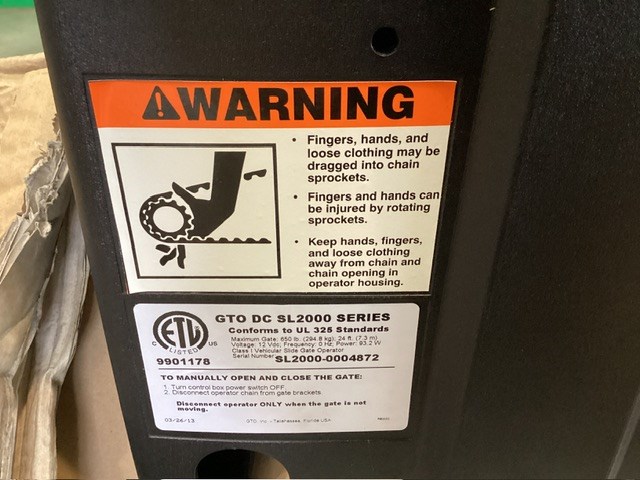 WARNING
• Fingers, hands, and
loose clothing may be
dragged into chain
sprockets.
• Fingers and hands can
be injured by rotating
sprockets.
• Keep hands, fingers,
and loose clothing
away from chain and
chain opening in
operator housing.
GTO DC SL2000 SERIES
Conforms to UL 325 Standards
Maximum Gate: 650 lb. (294.8 kg); 24 ft. (7.3 m)
Voltage: 12 Vdc; Frequency: 0 Hz; Power: 93.2 W
Class I Vehicular Slide Gate Operator
Serial Number SL2000-0004872
C ETL US
LISTED
9901178
TO MANUALLY OPEN AND CLOSE THE GATE:
1. Turn control box power switch OFF.
2. Disconnect operator chain from gate brackets.
Disconnect operator ONLY when the gate is not
moving.
03/26/13 GTO, Inc. - Tallahassee, Florida USA